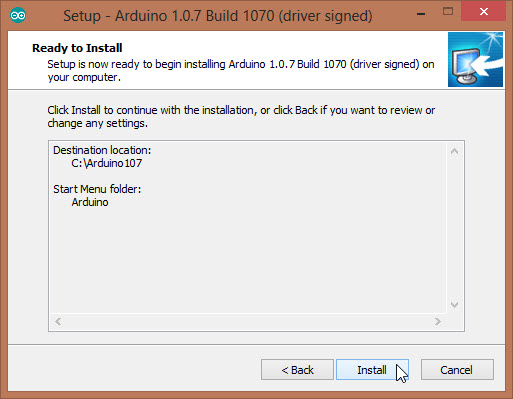 Setup - Arduino 1.0.7 Build 1070 (driver signed)
Ready to Install
Setup is now ready to begin installing Arduino 1.0.7 Build 1070 (driver signed) on
your computer.
Click Install to continue with the installation, or click Back if you want to review or
change any settings.
Destination location:
C:\Arduino107
Start Menu folder:
Arduino
< Back
Install
Cancel